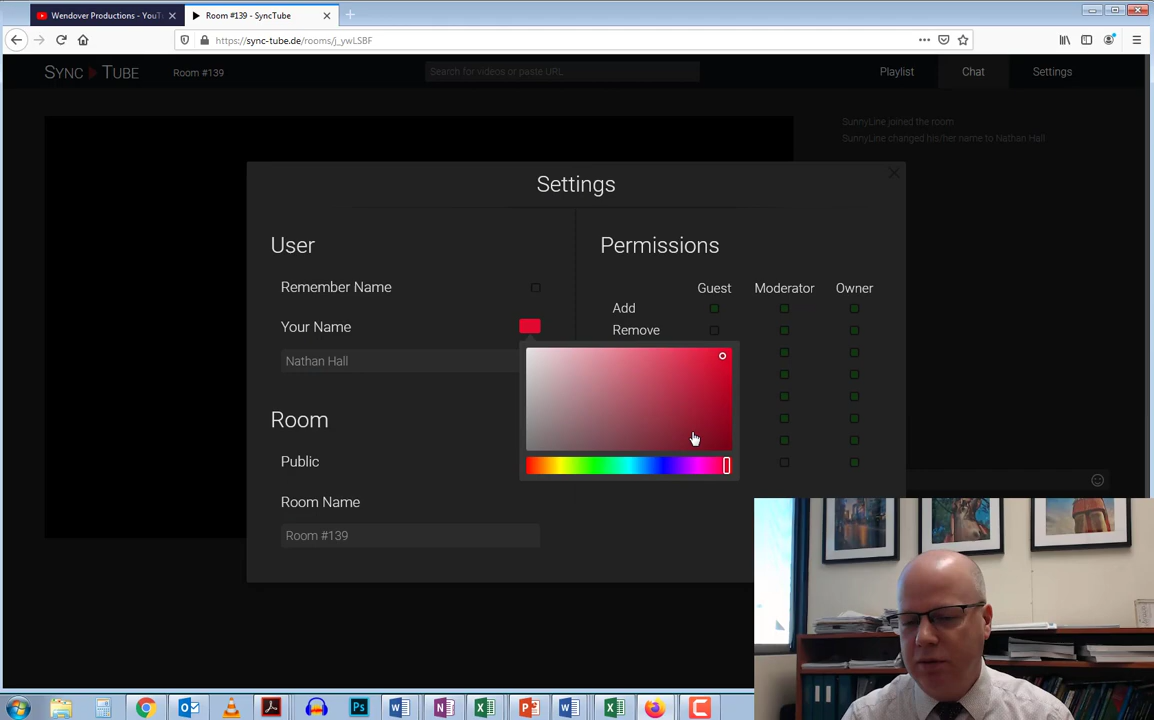 Wendover Productions - YouT
Room #139 - SyncTube
https://sync-tube.de/rooms/j_ywLSBF
SYNC TUBE
Room #139
Search for videos or paste URL
Playlist
Chat
Settings
SunnyLine joined the room
SunnyLine changed his/her name to Nathan Hall
Settings
User
Permissions
Remember Name
Guest
Moderator
Owner
Your Name
Add
Remove
Nathan Hall
Room
Public
Room Name
Room #139